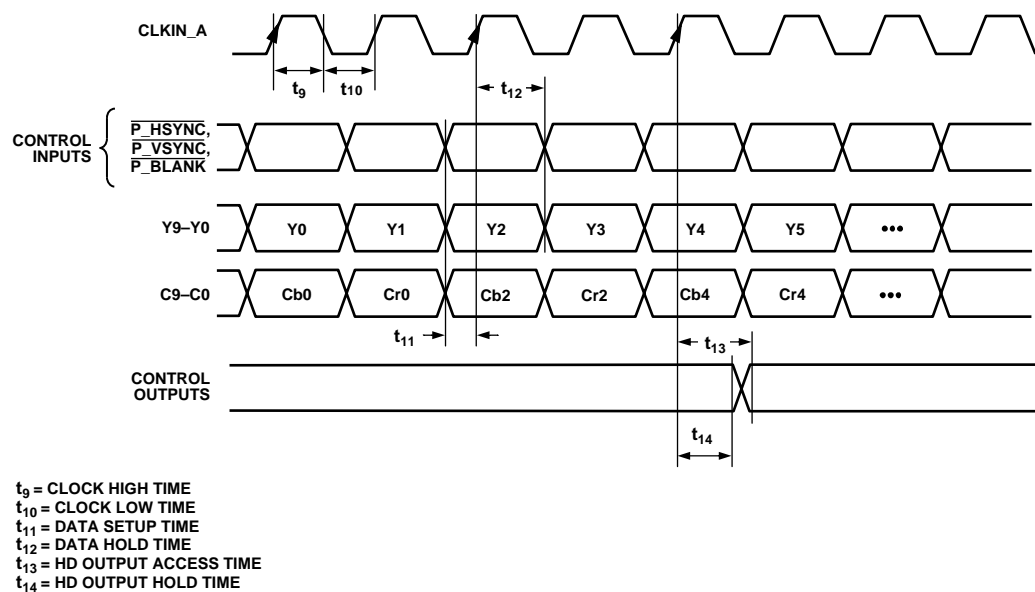 CLKIN_A
t9
t10
t12
CONTROL
INPUTS
P_HSYNC,
P_VSYNC,
P_BLANK
Y9–Y0
Y0
Y1
Y2
Y3
Y4
Y5
•••
C9–C0
Cb0
Cr0
Cb2
Cr2
Cb4
Cr4
•••
t11
t13
CONTROL
OUTPUTS
t14
t9 = CLOCK HIGH TIME
t10 = CLOCK LOW TIME
t11 = DATA SETUP TIME
t12 = DATA HOLD TIME
t13 = HD OUTPUT ACCESS TIME
t14 = HD OUTPUT HOLD TIME